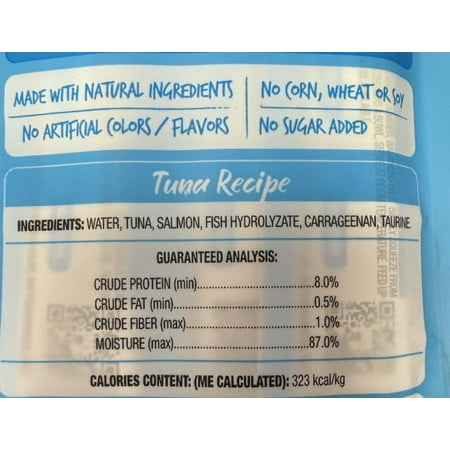 MADE WITH NATURAL INGREDIENTS
NO CORN, WHEAT OR SOY
NO ARTIFICIAL COLORS / FLAVORS
NO SUGAR ADDED
Tuna Recipe
INGREDIENTS: WATER, TUNA, SALMON, FISH HYDROLYZATE, CARRAGEENAN, TAURINE.
GUARANTEED ANALYSIS:
CRUDE PROTEIN (min)..............................8.0%
CRUDE FAT (min)....................................0.5%
CRUDE FIBER (max)................................1.0%
MOISTURE (max)...................................87.0%
CALORIES CONTENT: (ME CALCULATED): 323 kcal/kg